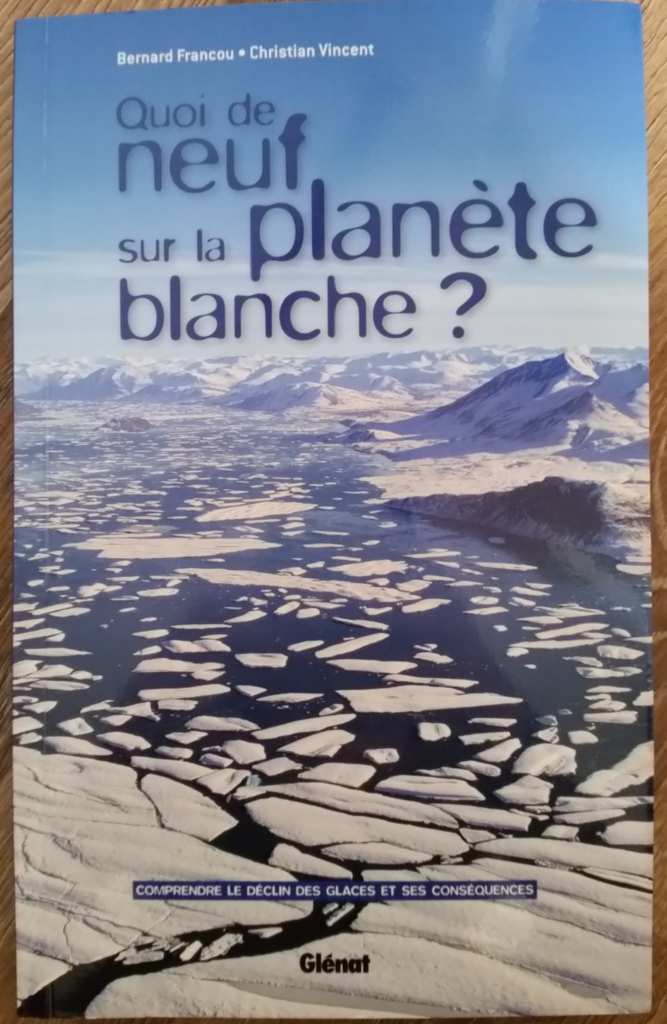 Bernard Francou • Christian Vincent
Quoi de
neuf
sur la planète
blanche ?
COMPRENDRE LE DÉCLIN DES GLACES ET SES CONSÉQUENCES
Glénat